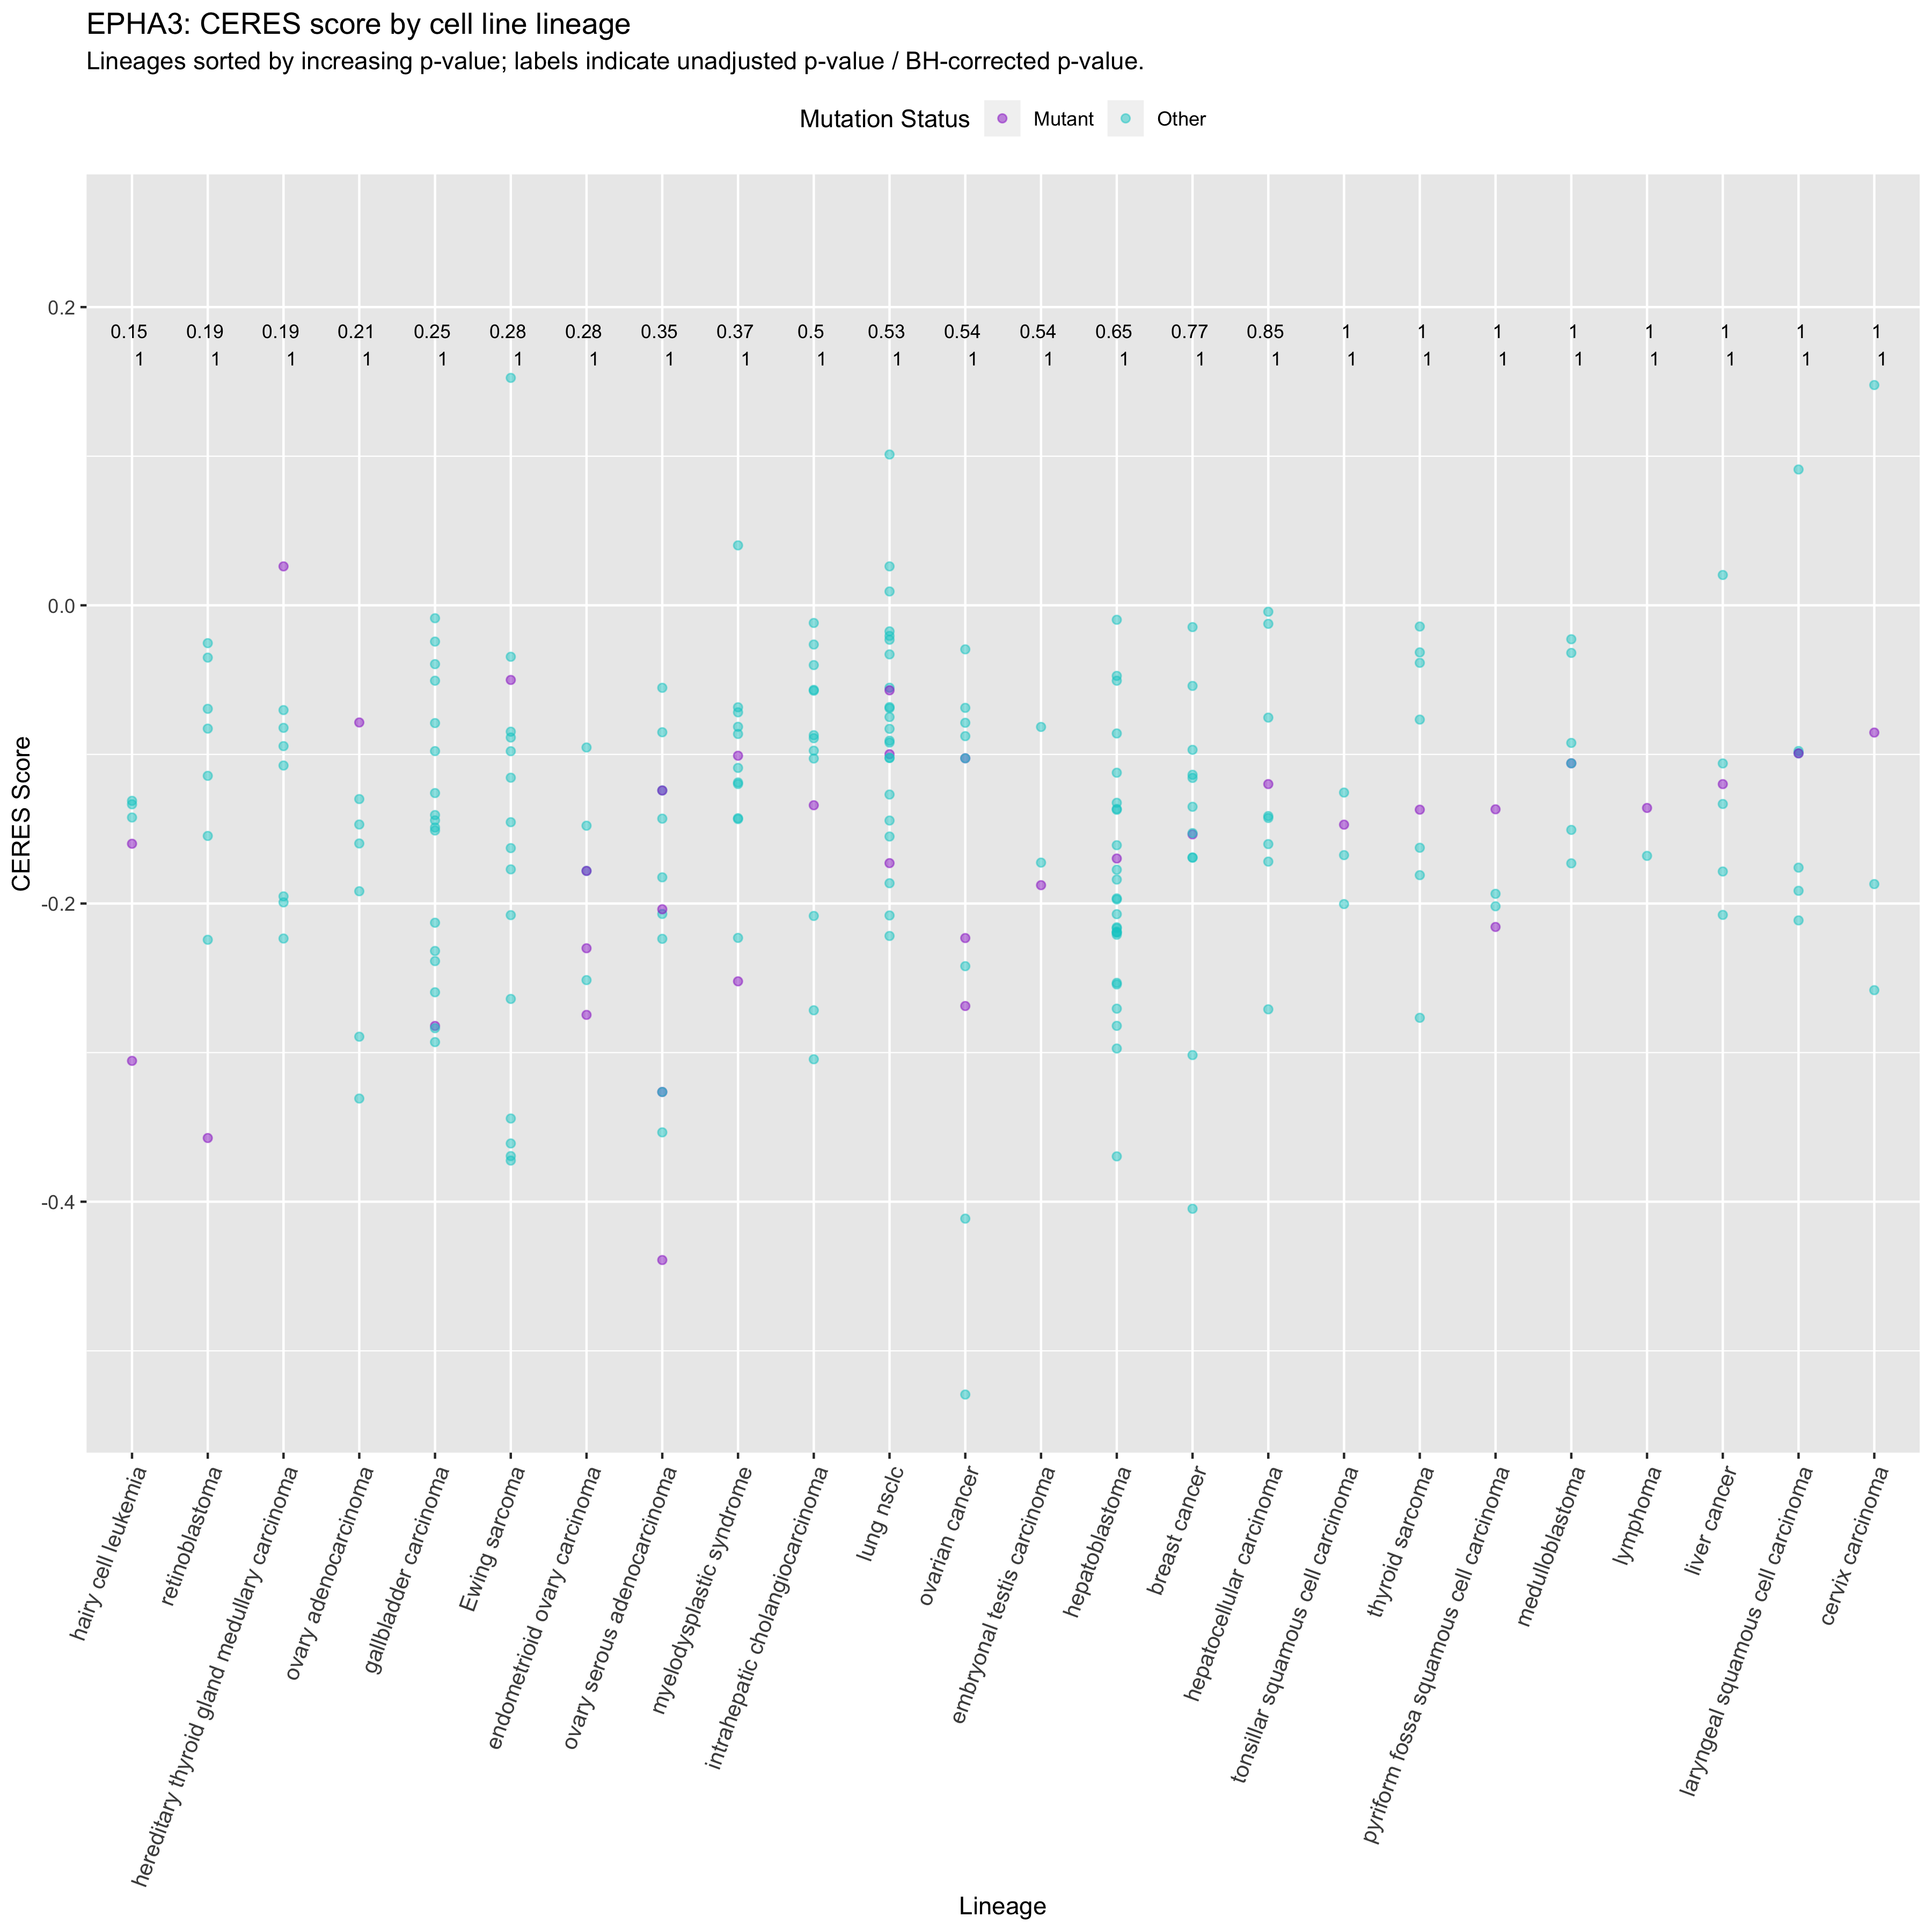 EPHA3: CERES score by cell line lineage
Lineages sorted by increasing p-value; labels indicate unadjusted p-value / BH-corrected p-value.
Mutation Status Mutant Other
0.2
0.15 0.19 0.19 0.21 0.25 0.28 0.28 0.35 0.37 0.5 0.53 0.54 0.54 0.65 0.77 0.85 1 1 1 1 1 1 1 1
1 1 1 1 1 1 1 1 1 1 1 1 1 1 1 1 1 1 1 1 1 1 1 1
0.0
CERES Score
-0.2
-0.4
hairy cell leukemia
retinoblastoma
hereditary thyroid gland medullary carcinoma
ovary adenocarcinoma
gallbladder carcinoma
Ewing sarcoma
endometrioid ovary carcinoma
ovary serous adenocarcinoma
myelodysplastic syndrome
intrahepatic cholangiocarcinoma
lung nsclc
ovarian cancer
embryonal testis carcinoma
hepatoblastoma
breast cancer
hepatocellular carcinoma
tonsillar squamous cell carcinoma
thyroid sarcoma
pyriform fossa squamous cell carcinoma
medulloblastoma
lymphoma
liver cancer
laryngeal squamous cell carcinoma
cervix carcinoma
Lineage